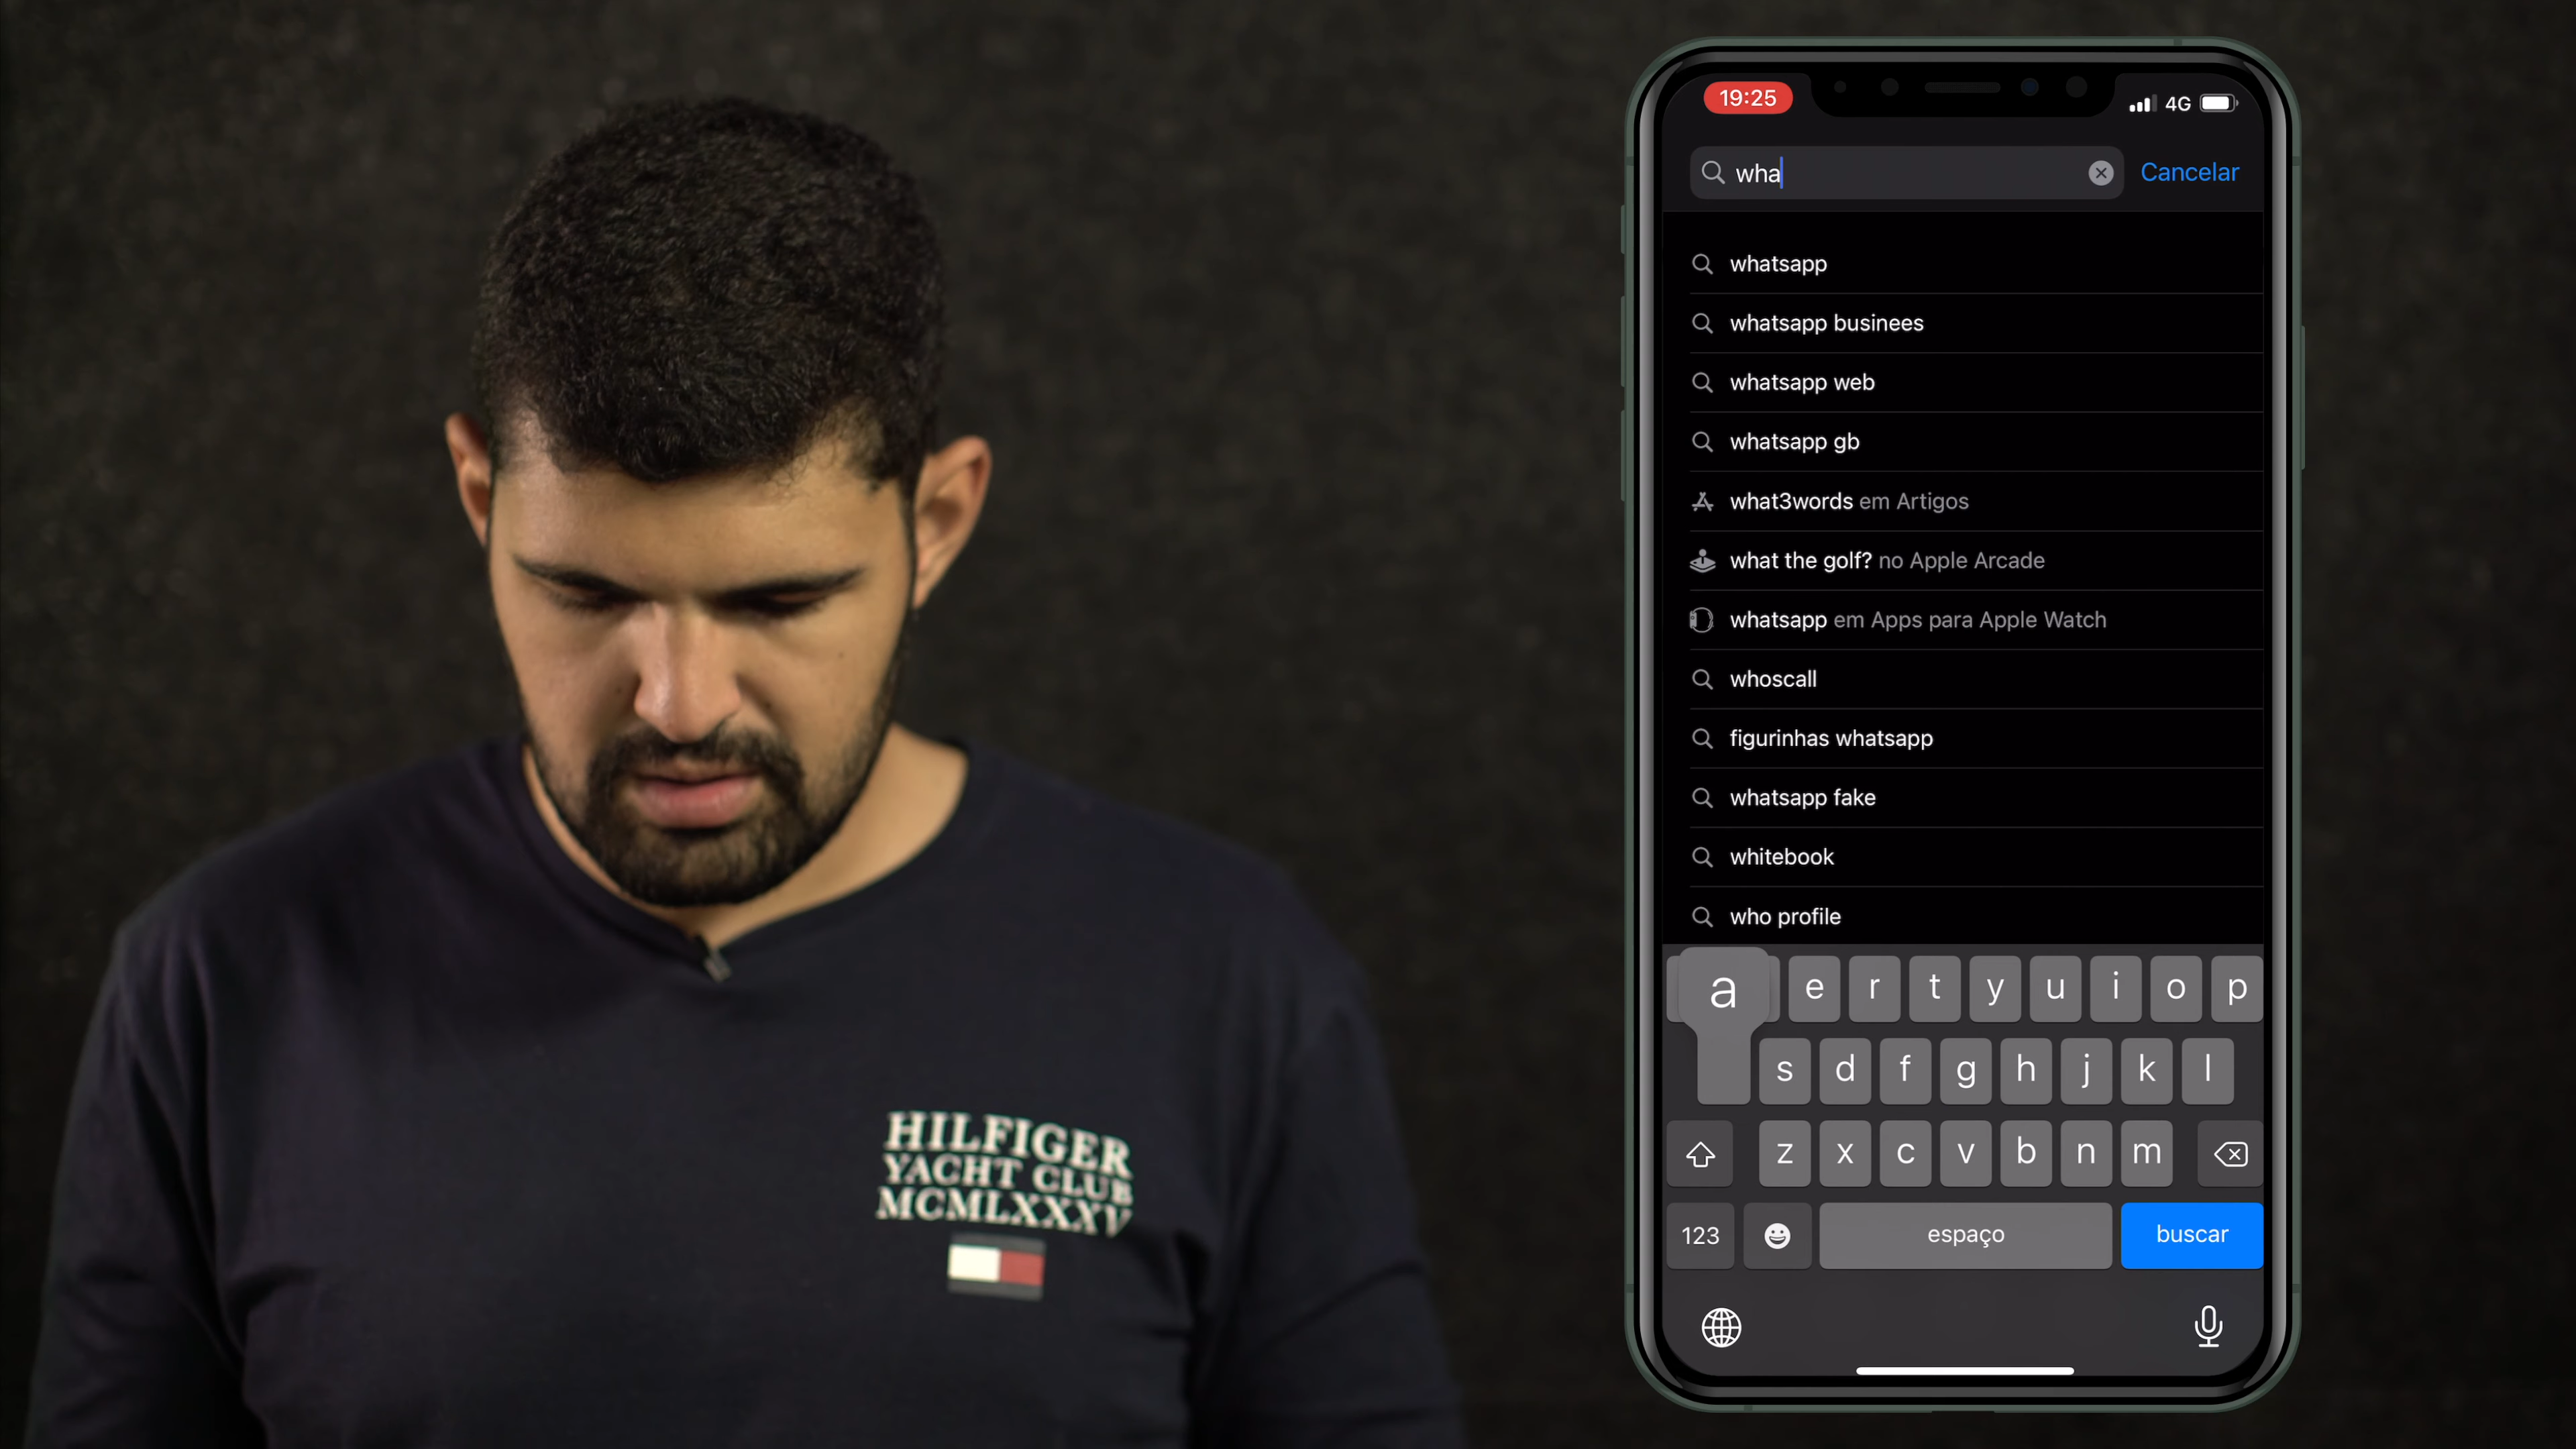 19:25
4G
wha
Cancelar
whatsapp
whatsapp businees
whatsapp web
whatsapp gb
what3words em Artigos
what the golf? no Apple Arcade
whatsapp em Apps para Apple Watch
whoscall
figurinhas whatsapp
whatsapp fake
whitebook
who profile
a e r t y u i o p
s d f g h j k l
z x c v b n m
123 espaço buscar
HILFIGER
YACHT CLUB
MCMLXXXV